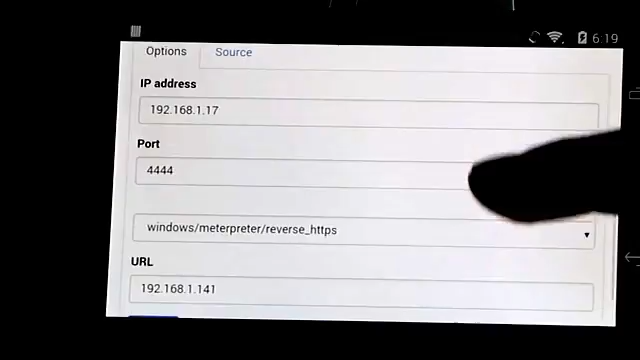 6:19
Options
Source
IP address
192.168.1.17
Port
4444
windows/meterpreter/reverse_https
URL
192.168.1.141